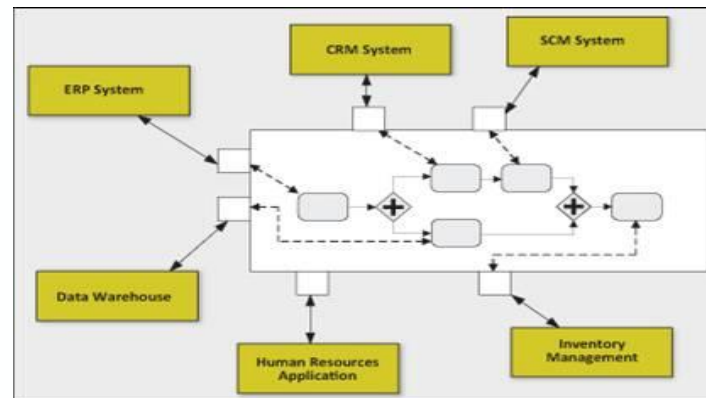 CRM System
SCM System
ERP System
Data Warehouse
Human Resources
Application
Inventory
Management